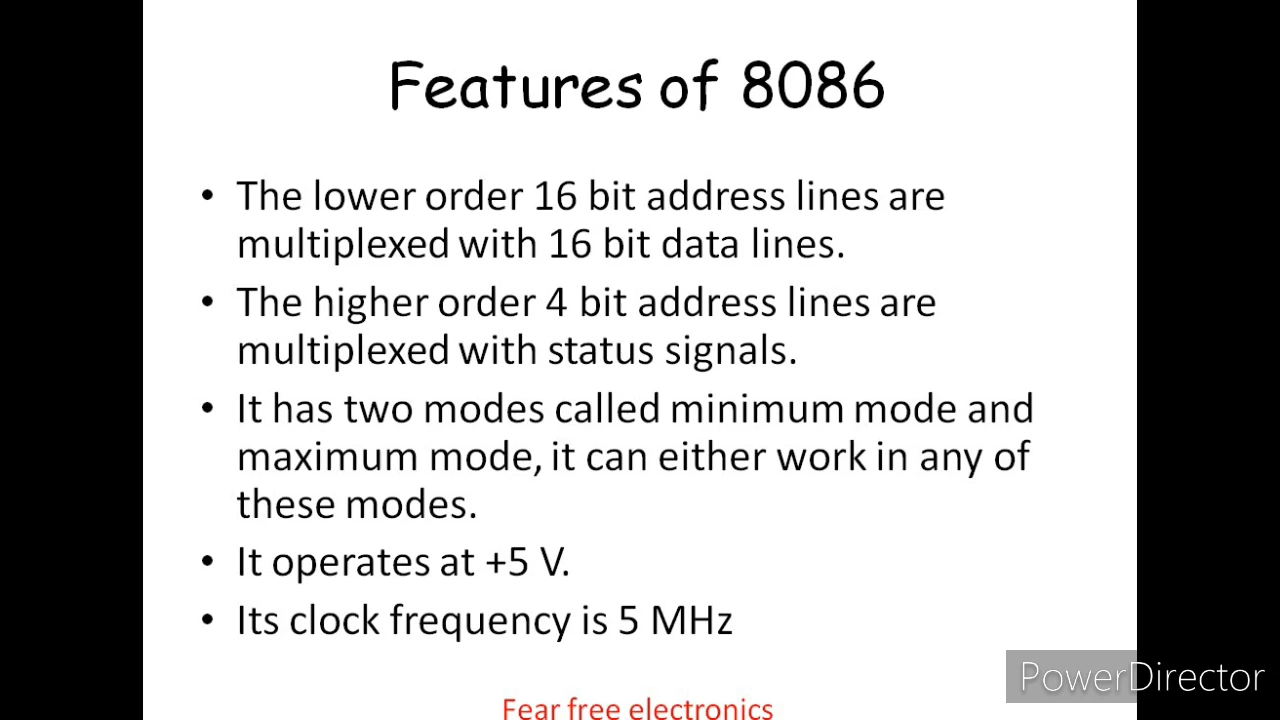 Features of 8086
• The lower order 16 bit address lines are
multiplexed with 16 bit data lines.
• The higher order 4 bit address lines are
multiplexed with status signals.
• It has two modes called minimum mode and
maximum mode, it can either work in any of
these modes.
• It operates at +5 V.
• Its clock frequency is 5 MHz
PowerDirector
Fear free electronics